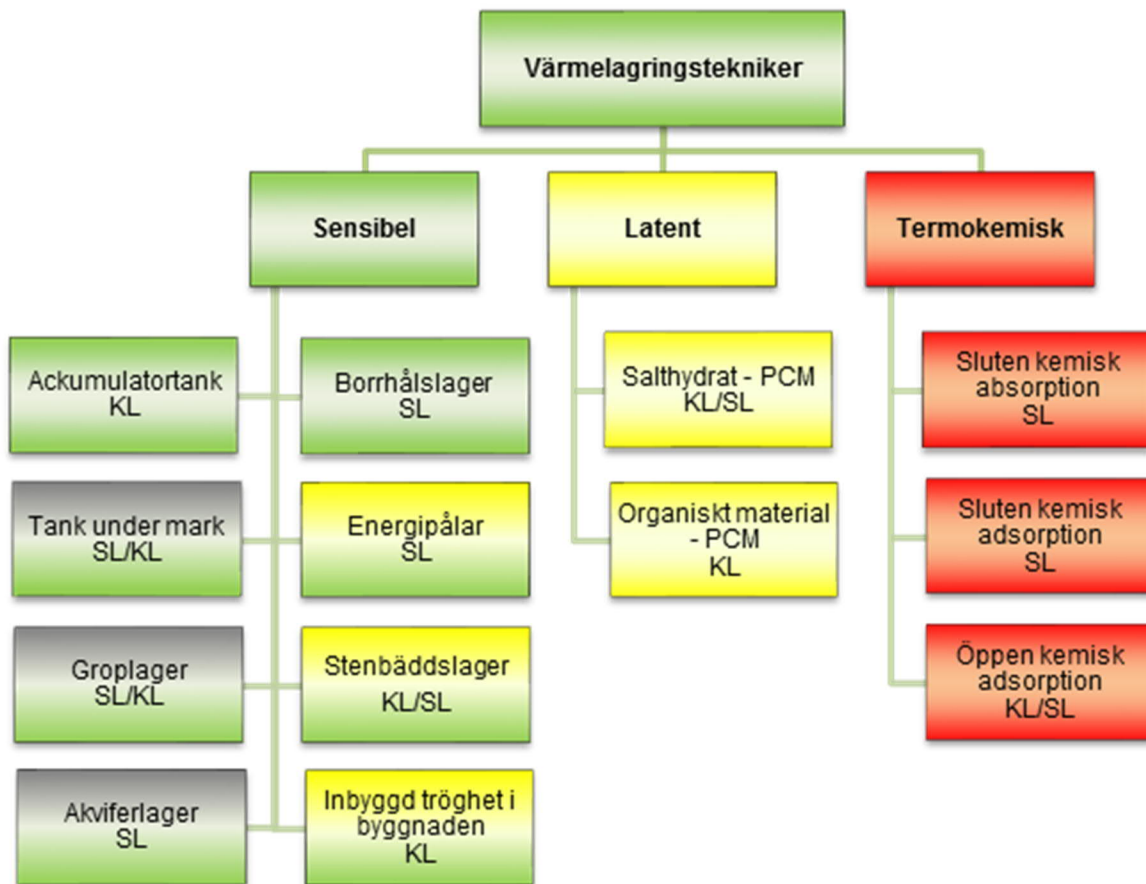 Värmelagringstekniker
Sensibel
Latent
Termokemisk
Ackumulatortank
KL
Borrhålslager
SL
Tank under mark
SL/KL
Energipålar
SL
Groplager
SL/KL
Stenbäddslager
KL/SL
Akviferlager
SL
Inbyggd tröghet i
byggnaden
KL
Salthydrat - PCM
KL/SL
Organiskt material
- PCM
KL
Sluten kemisk
absorption
SL
Sluten kemisk
adsorption
SL
Öppen kemisk
adsorption
KL/SL